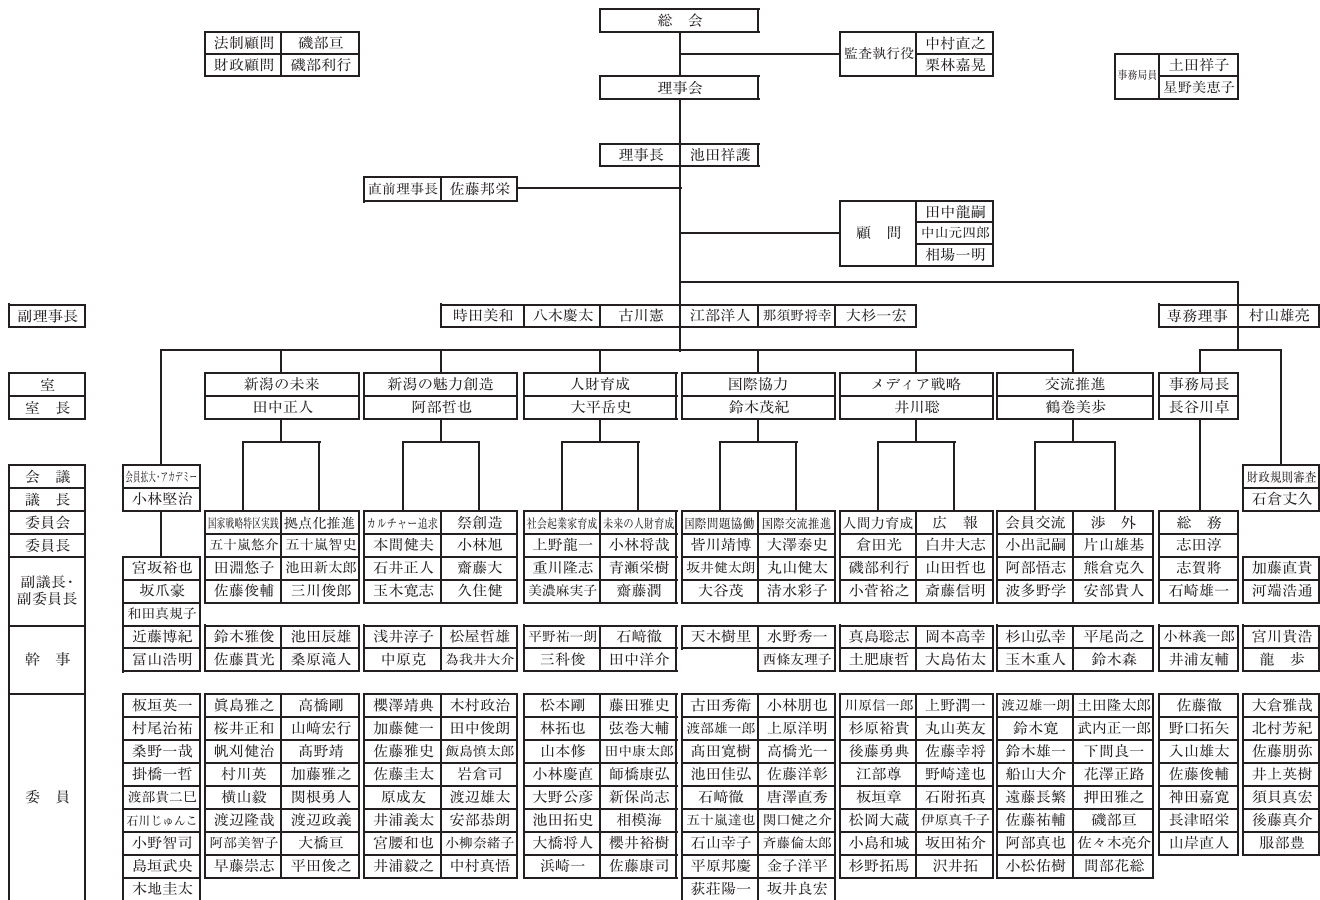 総　会
法制顧問　磯部亘
財政顧問　磯部利行
監査執行役　中村直之
栗林嘉晃
事務局員　土田祥子
星野美恵子
理事会
理事長　池田祥護
直前理事長　佐藤邦栄
顧　問　田中龍嗣
中山元四郎
相場一明
副理事長　時田美和　八木慶太　古川憲　江部洋人　那須野将幸　大杉一宏　専務理事　村山雄亮
室　新潟の未来　新潟の魅力創造　人財育成　国際協力　メディア戦略　交流推進　事務局長
室　長　田中正人　阿部哲也　大平岳史　鈴木茂紀　井川聡　鶴巻美歩　長谷川卓
会　議　会員拡大・アカデミー　財政規則審査
議　長　小林堅治　石倉丈久
委員会　国家戦略特区実践　拠点化推進　カルチャー追求　祭創造　社会起業家育成　未来の人財育成　国際問題協働　国際交流推進　人間力育成　広　報　会員交流　渉　外　総　務
委員長　五十嵐悠介　五十嵐智史　本間健夫　小林旭　上野龍一　小林将哉　皆川靖博　大澤泰史　倉田光　白井大志　小出記嗣　片山雄基　志田淳
副議長・
副委員長
宮坂裕也　田淵悠子　池田新太郎　石井正人　齋藤大　重川隆志　青瀬栄樹　坂井健太朗　丸山健太　磯部利行　山田哲也　阿部悟志　熊倉克久　志賀將　加藤直貴
坂爪豪　佐藤俊輔　三川俊郎　玉木寛志　久住健　美濃麻実子　齋藤潤　大谷茂　清水彩子　小菅裕之　斎藤信明　波多野学　安部貴人　石崎雄一　河端浩通
和田真規子
幹　事
近藤博紀　鈴木雅俊　池田辰雄　浅井淳子　松屋哲雄　平野祐一朗　石﨑徹　天木樹里　水野秀一　真島聡志　岡本高幸　杉山弘幸　平尾尚之　小林義一郎　宮川貴浩
冨山浩明　佐藤貫光　桑原滝人　中原克　為我井大介　三科俊　田中洋介　西條友理子　土肥康哲　大島佑太　玉木重人　鈴木森　井浦友輔　龍　歩
委　員
板垣英一　眞島雅之　高橋剛　櫻澤靖典　木村政治　松本剛　藤田雅史　古田秀衛　小林朋也　川原信一郎　上野潤一　渡辺雄一朗　土田隆太郎　佐藤徹　大倉雅哉
村尾治祐　桜井正和　山﨑宏行　加藤健一　田中俊朗　林拓也　弦巻大輔　渡部雄一郎　上原洋明　杉原裕貴　丸山英友　鈴木寛　武内正一郎　野口拓矢　北村芳紀
桑野一哉　帆刈健治　髙野靖　佐藤雅史　飯島慎太郎　山本修　田中康太郎　髙田寛樹　高橋光一　後藤勇典　佐藤幸将　鈴木雄一　下間良一　入山雄太　佐藤朋弥
掛橋一哲　村川英　加藤雅之　佐藤圭太　岩倉司　小林慶直　師橋康弘　池田佳弘　佐藤洋彰　江部尊　野崎達也　船山大介　花澤正路　佐藤俊輔　井上英樹
渡部貴二巳　横山毅　関根勇人　原成友　渡辺雄太　大野公彦　新保尚志　石﨑徹　唐澤直秀　板垣章　石附拓真　遠藤長繁　押田雅之　神田嘉寛　須貝真宏
石川じゅんこ　渡辺隆哉　渡辺政義　井浦義太　安部恭朗　池田拓史　相模海　五十嵐達也　関口健之介　松岡大蔵　伊原真千子　佐藤祐輔　磯部亘　長津昭栄　後藤真介
小野智司　阿部美智子　大橋亘　宮腰和也　小柳奈緒子　大橋将人　櫻井裕樹　石山幸子　斉藤倫太郎　小島和城　坂田祐介　阿部真也　佐々木亮介　山岸直人　服部豊
島垣武央　早藤崇志　平田俊之　井浦毅之　中村真悟　浜崎一　佐藤康司　平原邦慶　金子洋平　杉野拓馬　沢井拓　小松佑樹　間部花総
木地圭太　荻荘陽一　坂井良宏